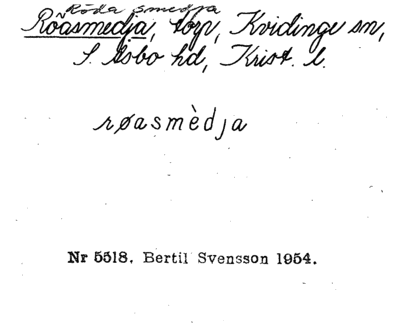 Röda smedja
Röasmedja, torp, Kvidinge sn,
S. Åsbo hd, Krist. l.
røasmèdja
Nr 5518. Bertil Svensson 1954.